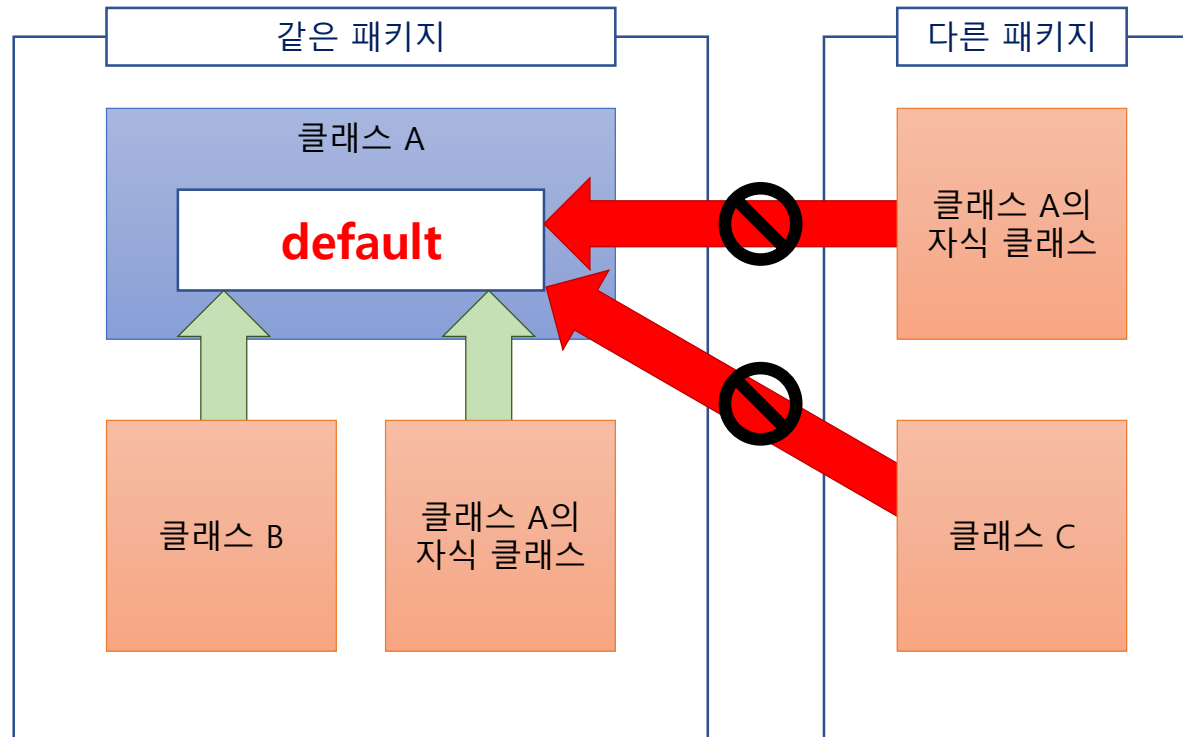 같은 패키지
다른 패키지
클래스 A
default
클래스 A의
자식 클래스
클래스 B
클래스 A의
자식 클래스
클래스 C